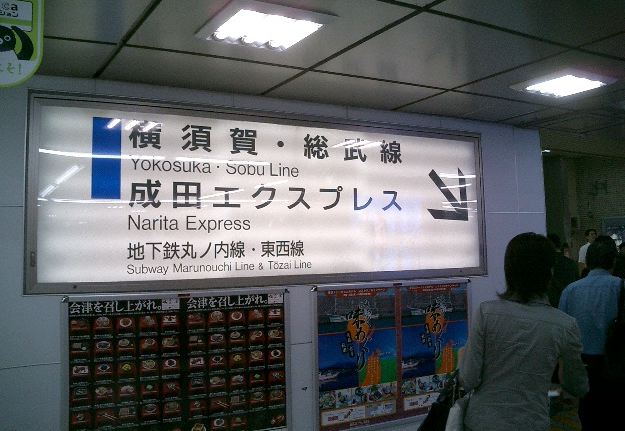 横須賀・総武線
Yokosuka · Sobu Line
成田エクスプレス
Narita Express
地下鉄丸ノ内線・東西線
Subway Marunouchi Line & Tōzai Line
会津を召し上がれ。 会津を召し上がれ。